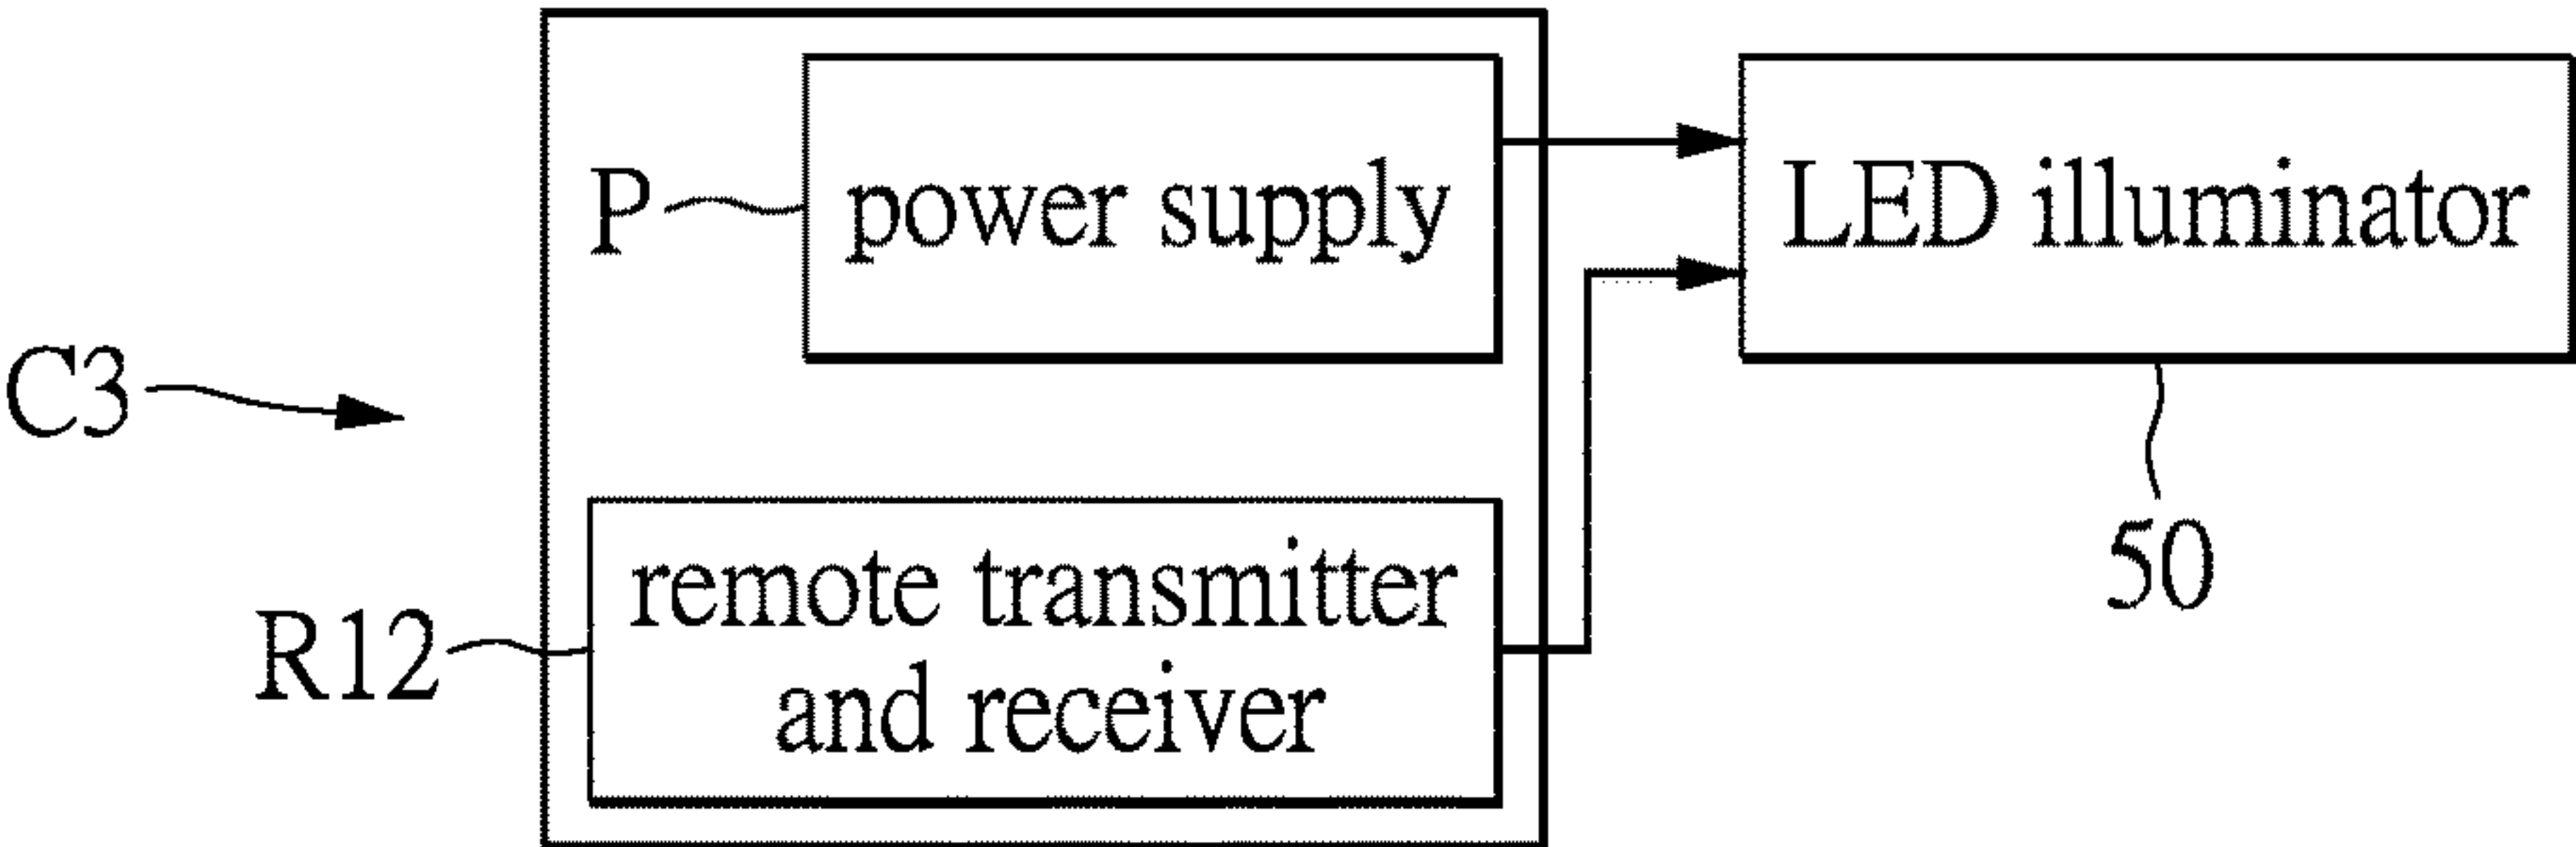 P
power supply
LED illuminator
C3
R12
remote transmitter
and receiver
50